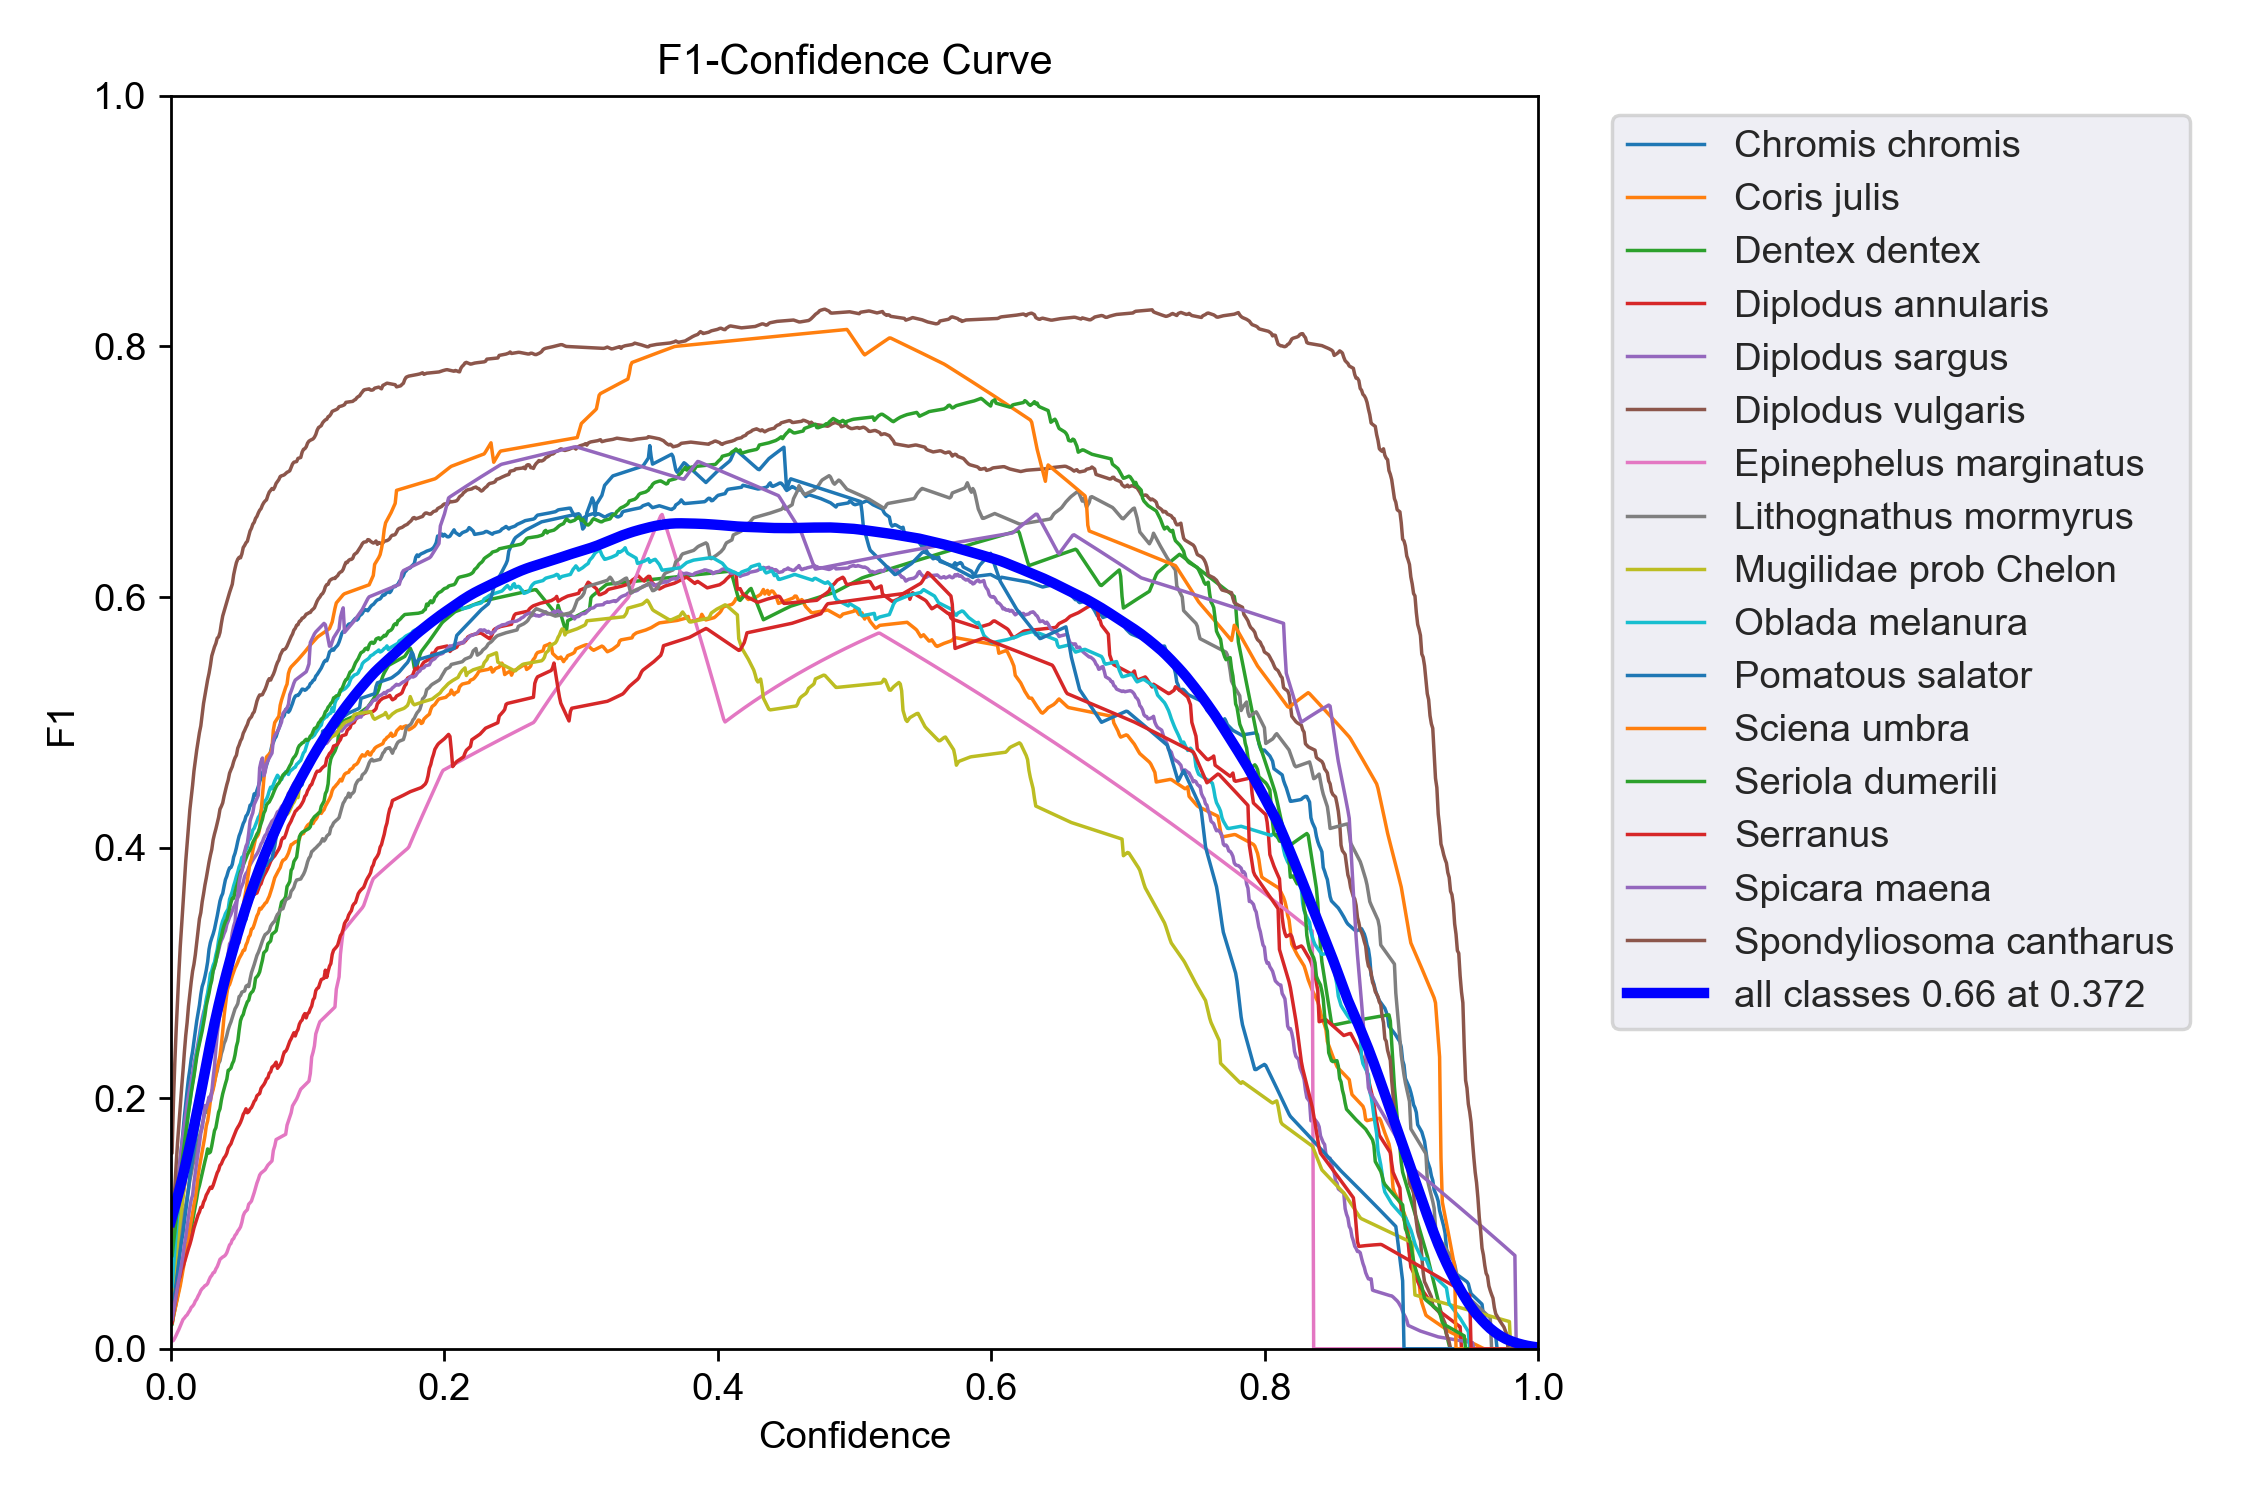 F1-Confidence Curve
1.0
0.8
0.6
0.4
0.2
0.0
F1
0.0 0.2 0.4 0.6 0.8 1.0
Confidence
Chromis chromis
Coris julis
Dentex dentex
Diplodus annularis
Diplodus sargus
Diplodus vulgaris
Epinephelus marginatus
Lithognathus mormyrus
Mugilidae prob Chelon
Oblada melanura
Pomatous salator
Sciena umbra
Seriola dumerili
Serranus
Spicara maena
Spondyliosoma cantharus
all classes 0.66 at 0.372